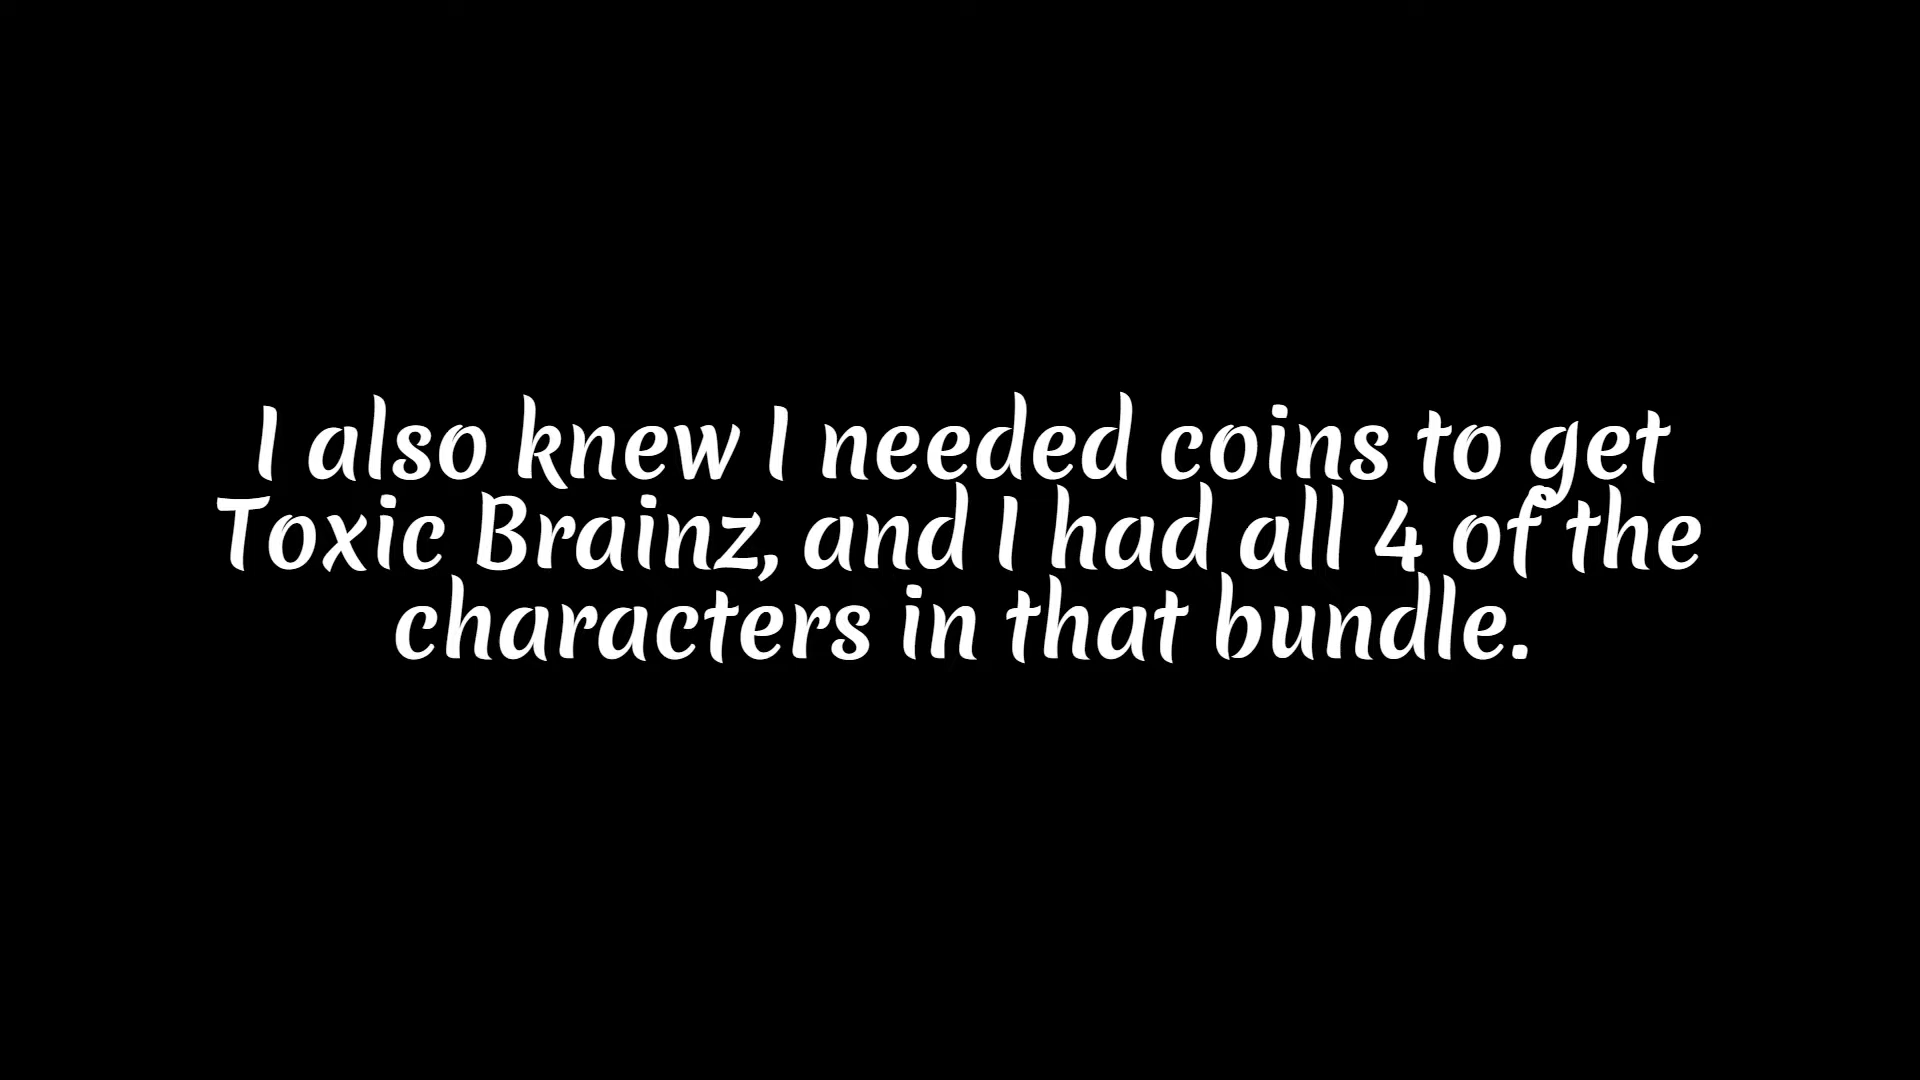 I also knew I needed coins to get
Toxic Brainz, and I had all 4 of the
characters in that bundle.